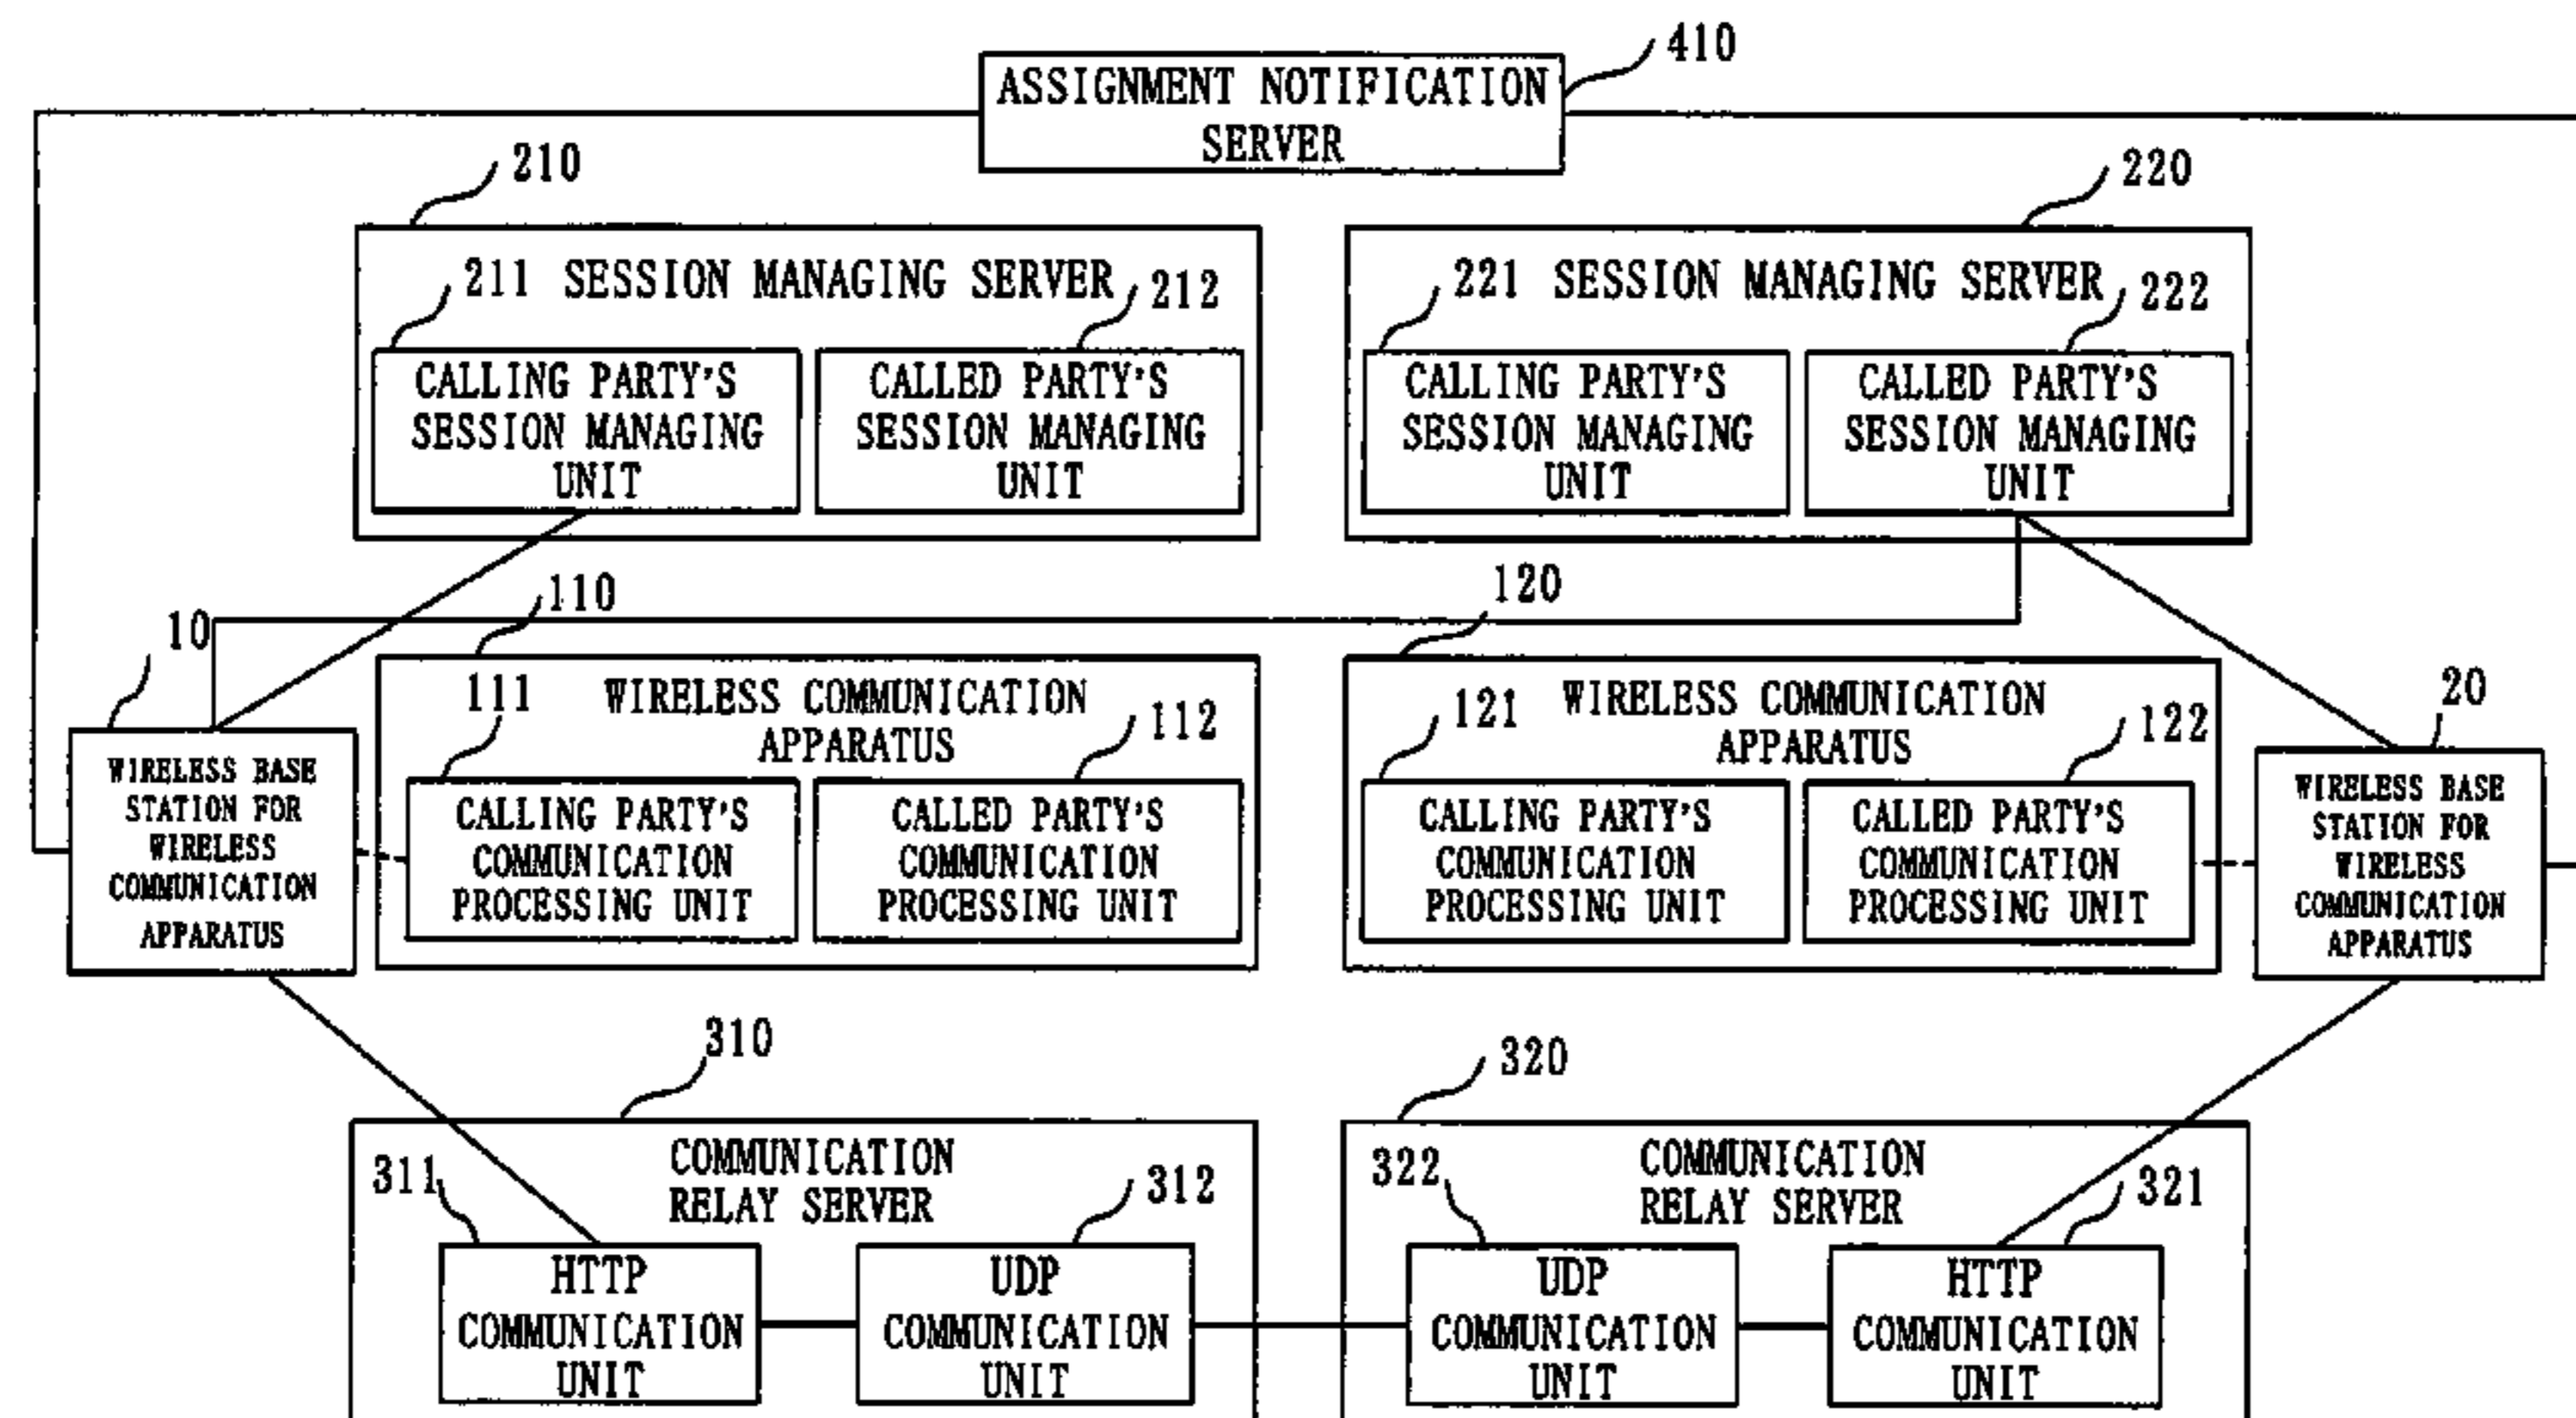 410
ASSIGNMENT NOTIFICATION
SERVER
210
220
211 SESSION MANAGING SERVER 212
221 SESSION MANAGING SERVER 222
CALLING PARTY'S
SESSION MANAGING
UNIT
CALLED PARTY'S
SESSION MANAGING
UNIT
CALLING PARTY'S
SESSION MANAGING
UNIT
CALLED PARTY'S
SESSION MANAGING
UNIT
10
110
120
20
WIRELESS BASE
STATION FOR
WIRELESS
COMMUNICATION
APPARATUS
111
WIRELESS COMMUNICATION
APPARATUS
112
CALLING PARTY'S
COMMUNICATION
PROCESSING UNIT
CALLED PARTY'S
COMMUNICATION
PROCESSING UNIT
121
WIRELESS COMMUNICATION
APPARATUS
122
CALLING PARTY'S
COMMUNICATION
PROCESSING UNIT
CALLED PARTY'S
COMMUNICATION
PROCESSING UNIT
WIRELESS BASE
STATION FOR
WIRELESS
COMMUNICATION
APPARATUS
310
320
311
COMMUNICATION
RELAY SERVER
312
HTTP
COMMUNICATION
UNIT
UDP
COMMUNICATION
UNIT
322
COMMUNICATION
RELAY SERVER
321
UDP
COMMUNICATION
UNIT
HTTP
COMMUNICATION
UNIT